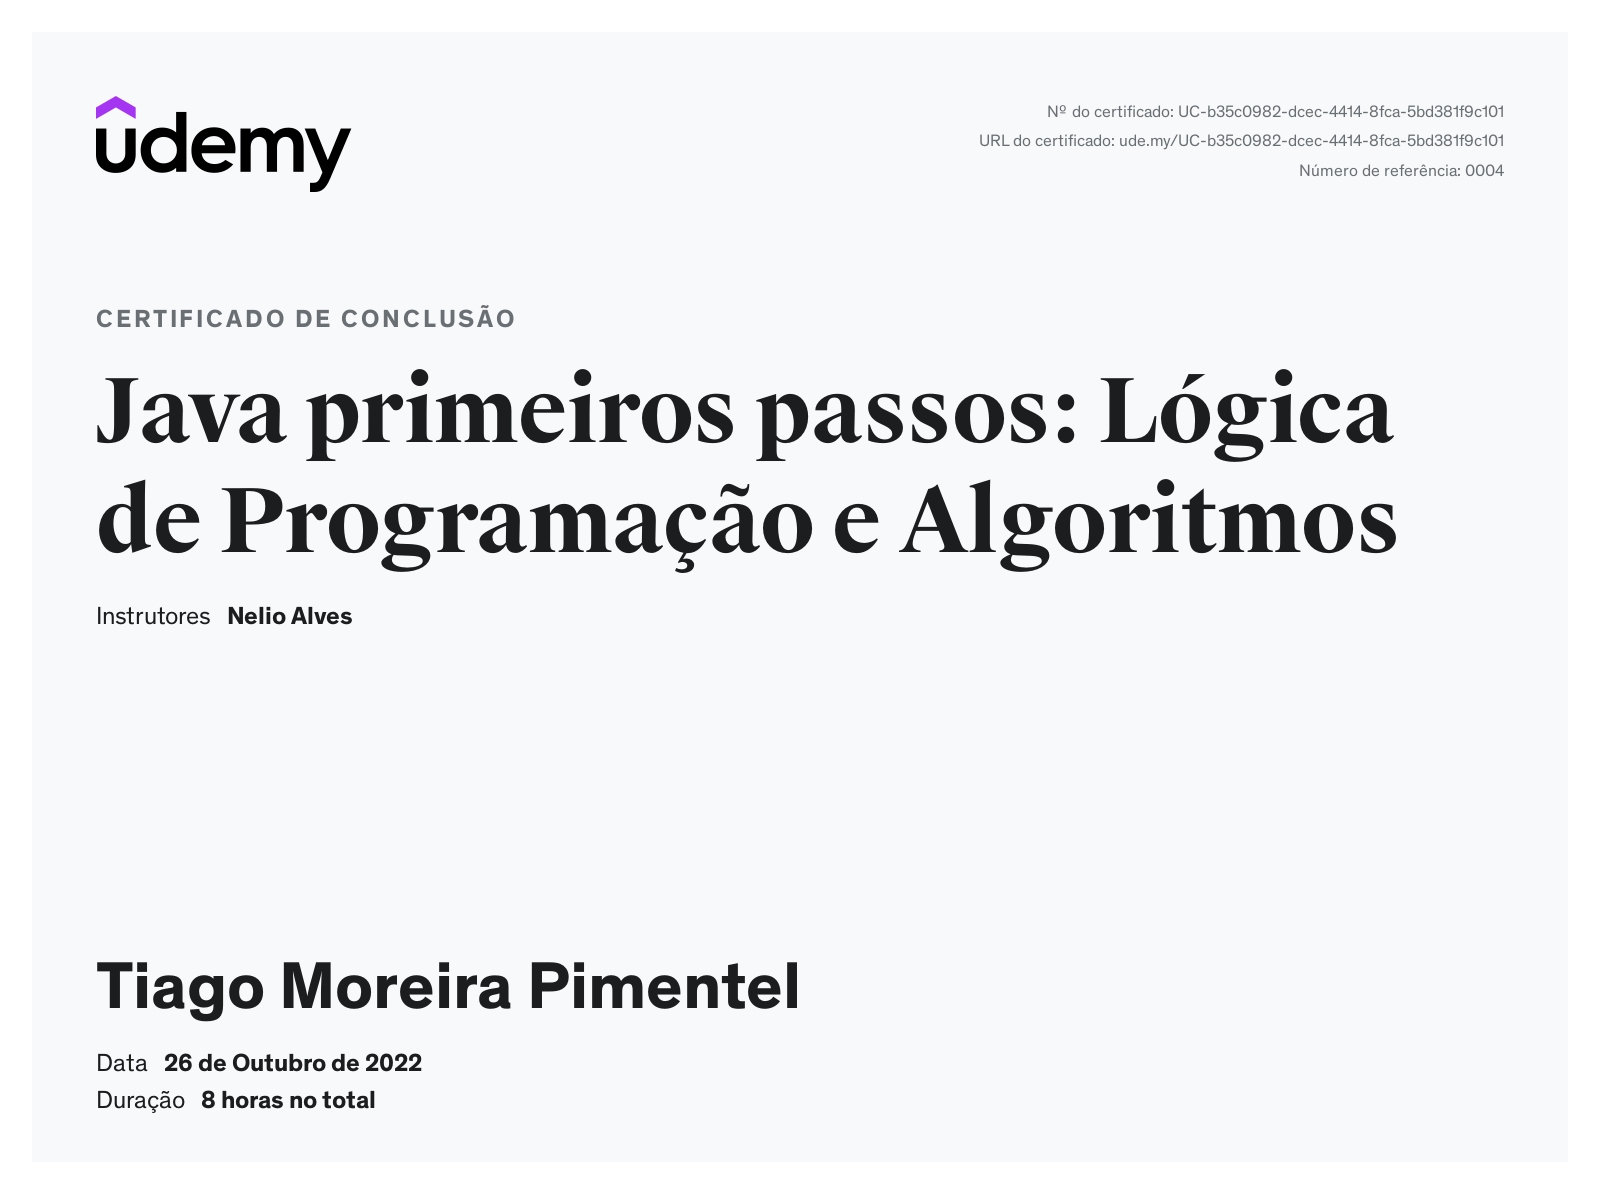 udemy
Nº do certificado: UC-b35c0982-dcec-4414-8fca-5bd381f9c101
URL do certificado: ude.my/UC-b35c0982-dcec-4414-8fca-5bd381f9c101
Número de referência: 0004
CERTIFICADO DE CONCLUSÃO
Java primeiros passos: Lógica
de Programação e Algoritmos
Instrutores Nelio Alves
Tiago Moreira Pimentel
Data 26 de Outubro de 2022
Duração 8 horas no total